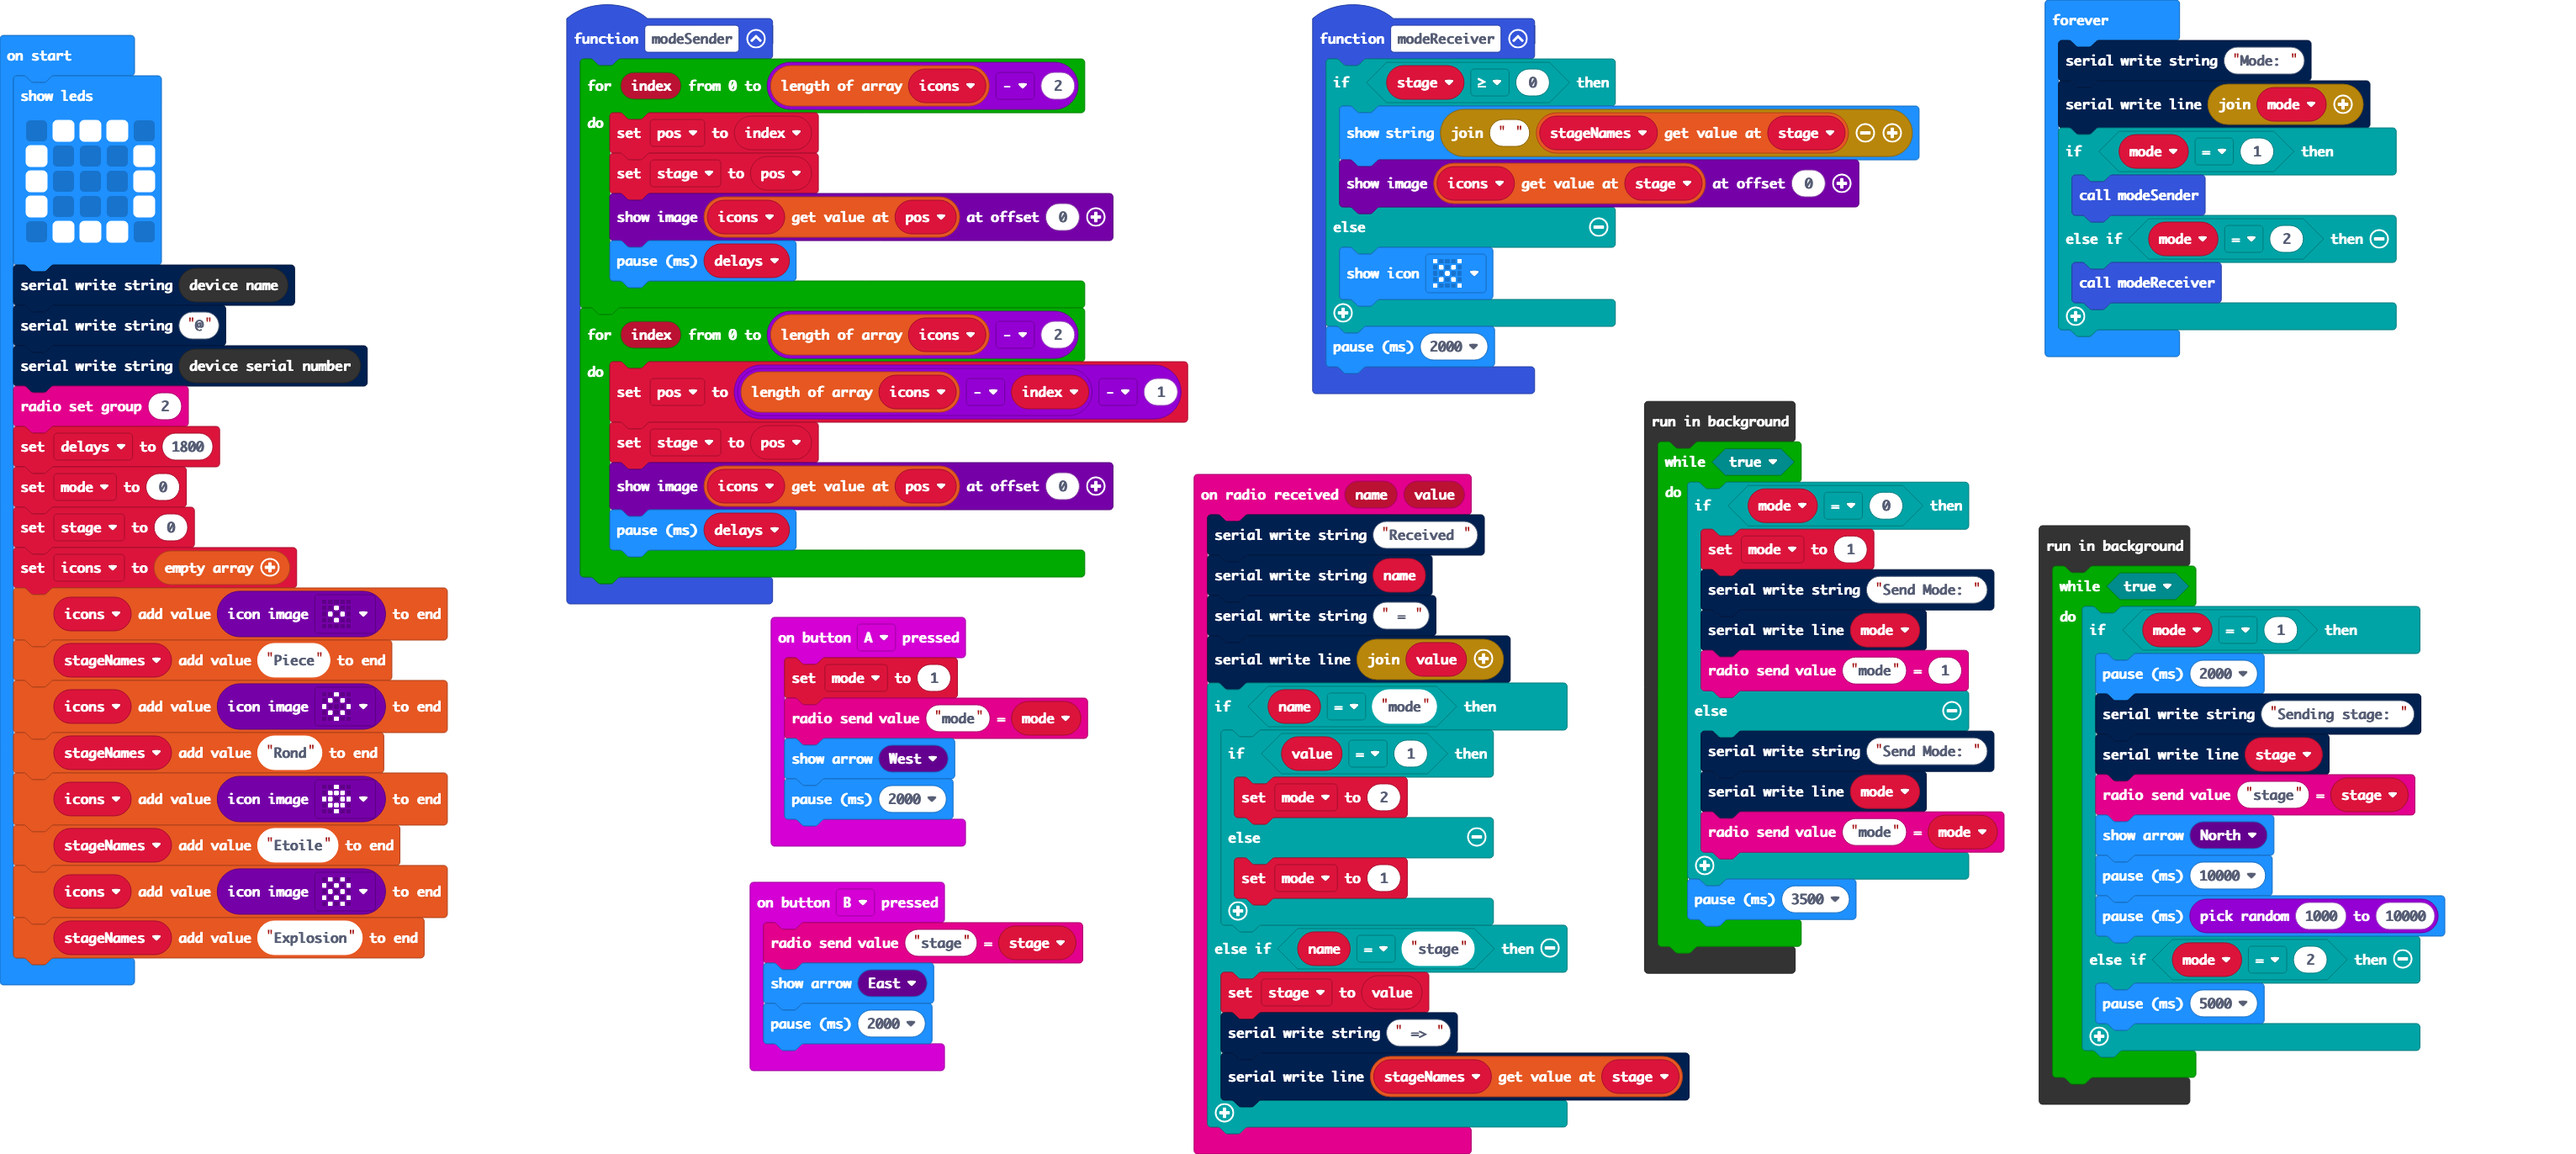 on start
show leds
serial write string device name
serial write string "@"
serial write string device serial number
radio set group 2
set delays to 1800
set mode to 0
set stage to 0
set icons to empty array
icons add value icon image to end
stageNames add value "Piece" to end
icons add value icon image to end
stageNames add value "Rond" to end
icons add value icon image to end
stageNames add value "Etoile" to end
icons add value icon image to end
stageNames add value "Explosion" to end
function modeSender
for index from 0 to length of array icons - 2
do
set pos to index
set stage to pos
show image icons get value at pos at offset 0
pause (ms) delays
for index from 0 to length of array icons - 2
do
set pos to length of array icons - index - 1
set stage to pos
show image icons get value at pos at offset 0
pause (ms) delays
on button A pressed
set mode to 1
radio send value "mode" = mode
show arrow West
pause (ms) 2000
on button B pressed
radio send value "stage" = stage
show arrow East
pause (ms) 2000
function modeReceiver
if stage ≥ 0 then
show string join " " stageNames get value at stage
show image icons get value at stage at offset 0
else
show icon
pause (ms) 2000
on radio received name value
serial write string "Received "
serial write string name
serial write string " = "
serial write line join value
if name = "mode" then
if value = 1 then
set mode to 2
else
set mode to 1
else if name = "stage" then
set stage to value
serial write string " => "
serial write line stageNames get value at stage
run in background
while true
do
if mode = 0 then
set mode to 1
serial write string "Send Mode: "
serial write line mode
radio send value "mode" = 1
else
serial write string "Send Mode: "
serial write line mode
radio send value "mode" = mode
pause (ms) 3500
forever
serial write string "Mode: "
serial write line join mode
if mode = 1 then
call modeSender
else if mode = 2 then
call modeReceiver
run in background
while true
do
if mode = 1 then
pause (ms) 2000
serial write string "Sending stage: "
serial write line stage
radio send value "stage" = stage
show arrow North
pause (ms) 10000
pause (ms) pick random 1000 to 10000
else if mode = 2 then
pause (ms) 5000